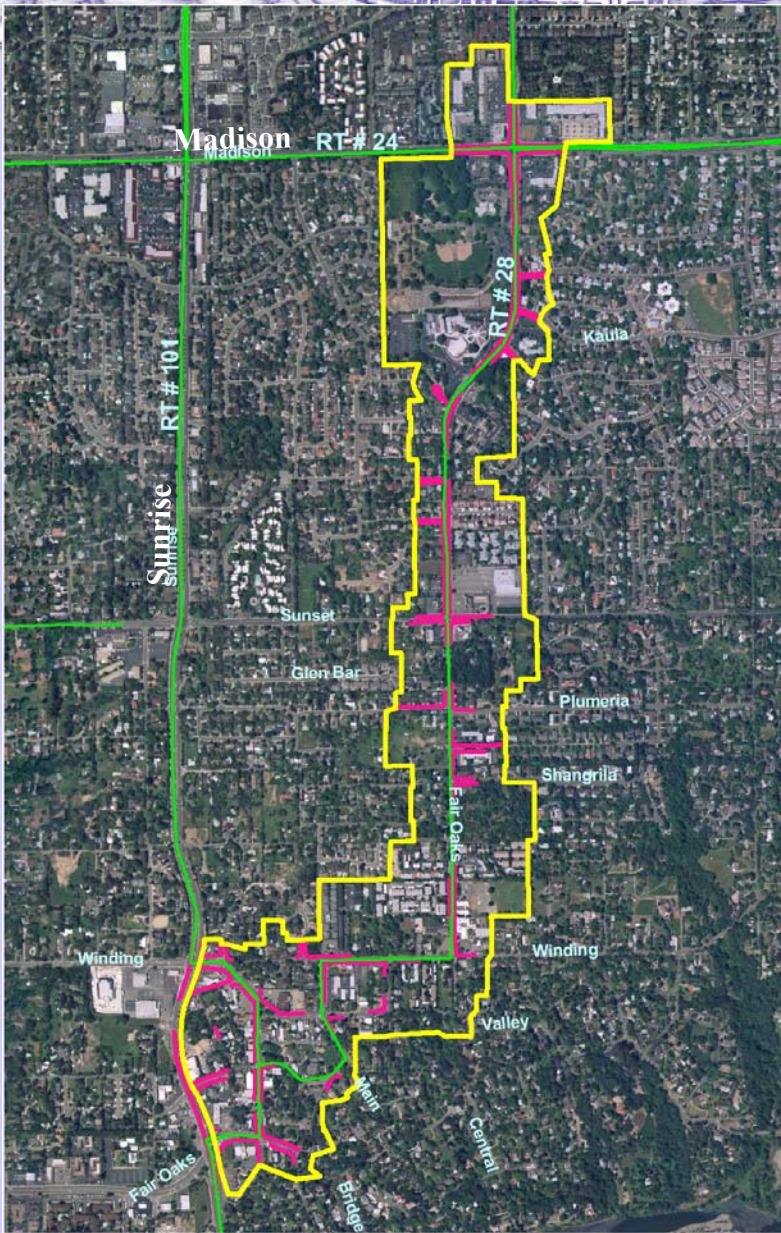 Madison
RT # 24
Madison
RT # 28
Kaula
RT # 101
Sunrise
Sunrise
Sunset
Glen Bar
Plumeria
Shangrila
Fair Oaks
Winding
Winding
Valley
Main
Central
Fair Oaks
Bridge